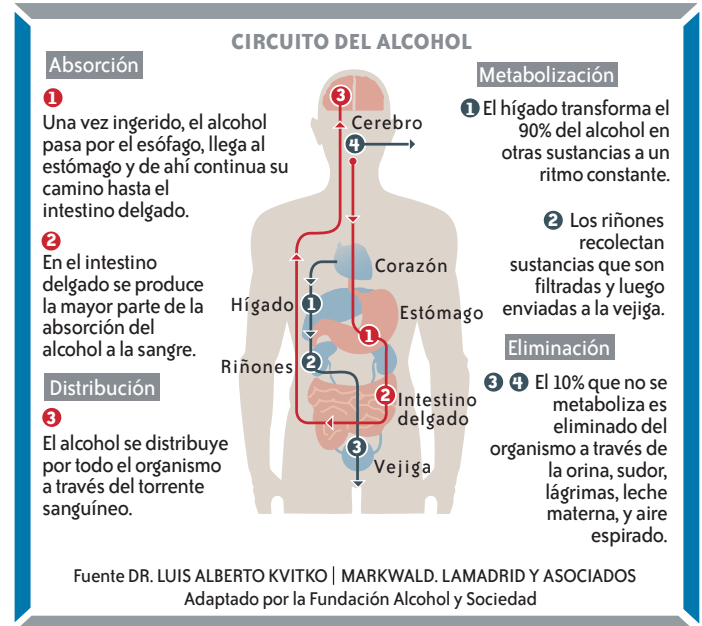 CIRCUITO DEL ALCOHOL
Absorción
1
Una vez ingerido, el alcohol
pasa por el esófago, llega al
estómago y de ahí continua su
camino hasta el
intestino delgado.
2
En el intestino
delgado se produce
la mayor parte de la
absorción del
alcohol a la sangre.
Distribución
3
El alcohol se distribuye
por todo el organismo
a través del torrente
sanguíneo.
3
Cerebro
4
Corazón
Hígado
1
Estómago
1
Riñones
2
2
Intestino
delgado
3
Vejiga
Metabolización
1 El hígado transforma el
90% del alcohol en
otras sustancias a un
ritmo constante.
2 Los riñones
recolectan
sustancias que son
filtradas y luego
enviadas a la vejiga.
Eliminación
3 4 El 10% que no se
metaboliza es
eliminado del
organismo a través de
la orina, sudor,
lágrimas, leche
materna, y aire
espirado.
Fuente DR. LUIS ALBERTO KVITKO | MARKWALD. LAMADRID Y ASOCIADOS
Adaptado por la Fundación Alcohol y Sociedad